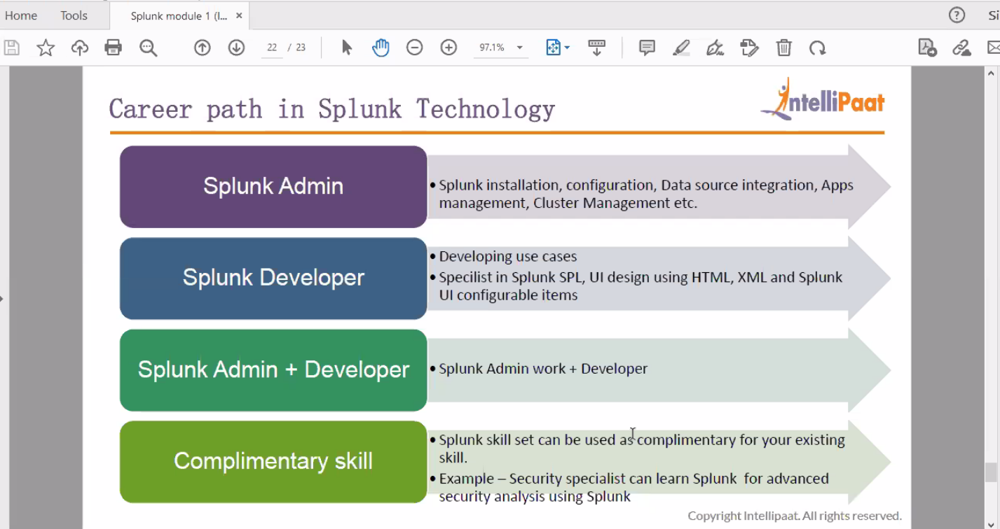 Home Tools Splunk module 1 (I... × ? Si
22 / 23 97.1%
Career path in Splunk Technology
IntelliPaat
Splunk Admin
• Splunk installation, configuration, Data source integration, Apps
management, Cluster Management etc.
Splunk Developer
• Developing use cases
• Specilist in Splunk SPL, UI design using HTML, XML and Splunk
UI configurable items
Splunk Admin + Developer
• Splunk Admin work + Developer
Complimentary skill
• Splunk skill set can be used as complimentary for your existing
skill.
• Example – Security specialist can learn Splunk for advanced
security analysis using Splunk
Copyright Intellipaat. All rights reserved.